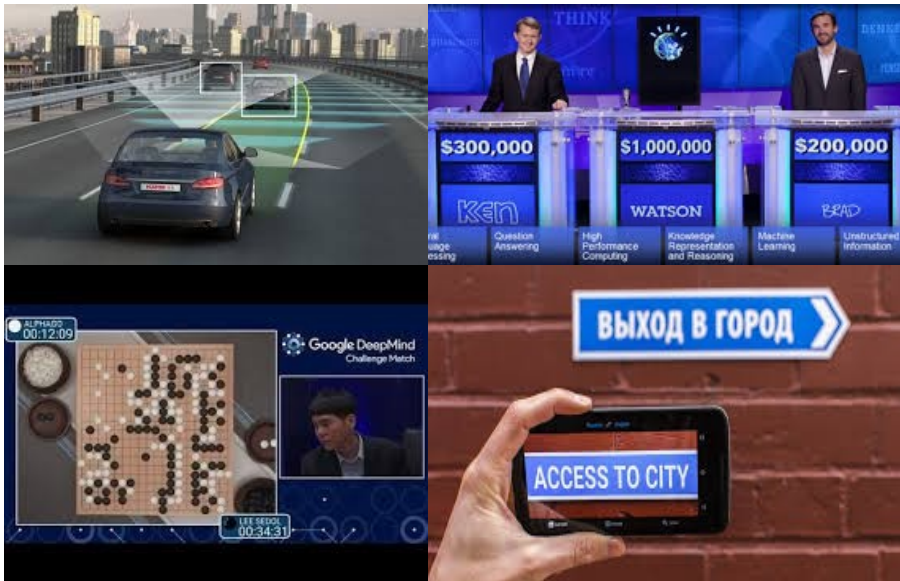 THINK
$300,000
$1,000,000
$200,000
Ken
WATSON
BRAD
Question
Answering
High
Performance
Computing
Knowledge
Representation
and Reasoning
Machine
Learning
Unstructured
Information
ALPHAGO
00:12:09
Google DeepMind
Challenge Match
LEE SEDOL
00:34:31
ВЫХОД В ГОРОД
ACCESS TO CITY